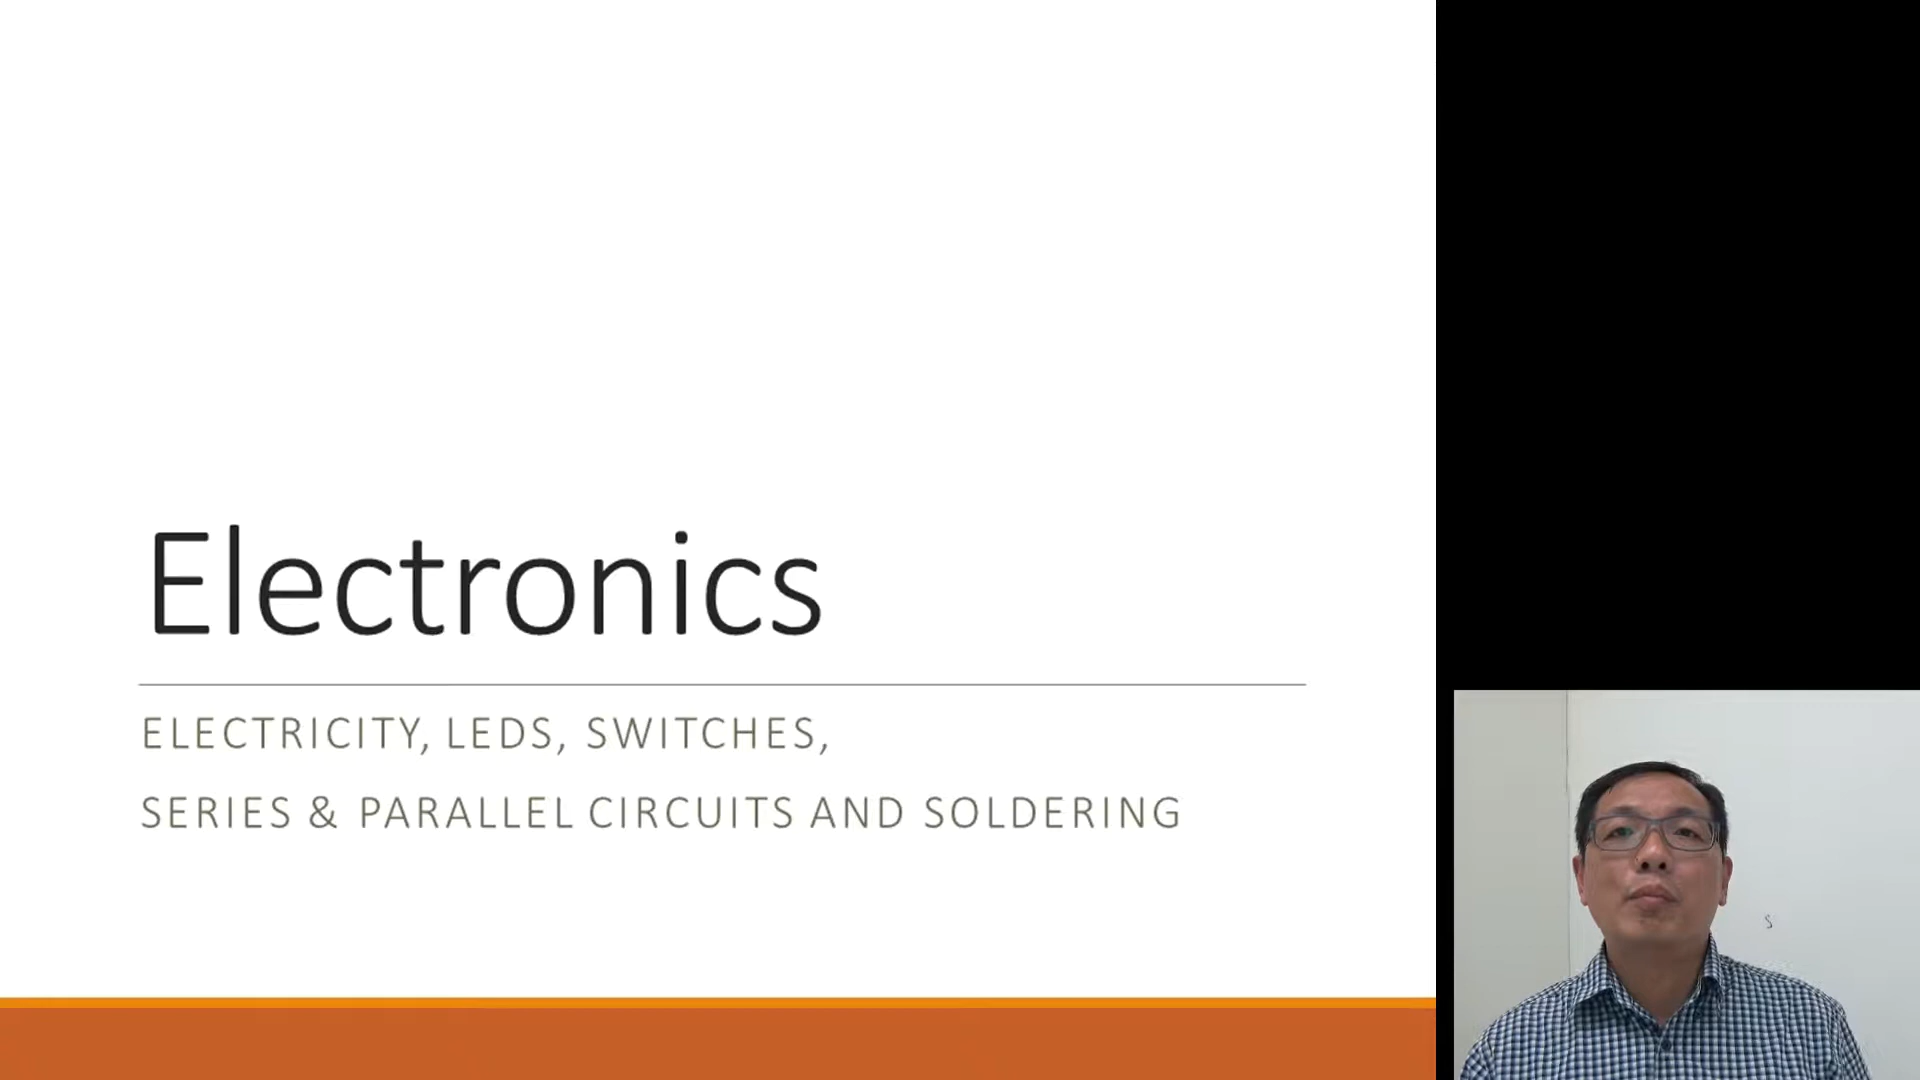 Electronics
ELECTRICITY, LEDS, SWITCHES,
SERIES & PARALLEL CIRCUITS AND SOLDERING
S